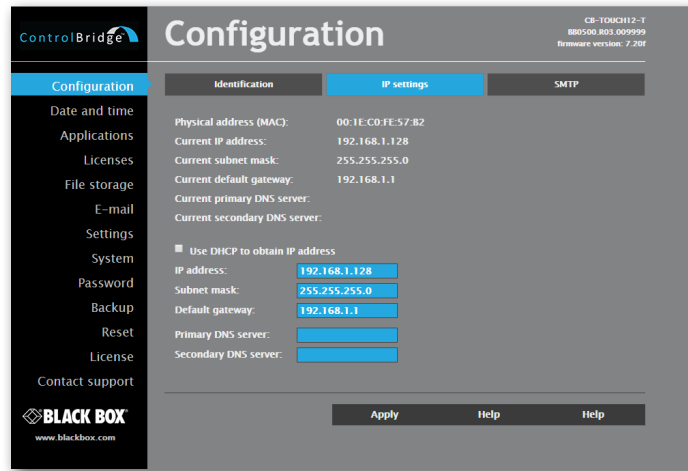 ControlBridge
Configuration
CB-TOUCH12-T
BB0500.R03.009999
firmware version: 7.20f
Configuration
Date and time
Applications
Licenses
File storage
E-mail
Settings
System
Password
Backup
Reset
License
Contact support
BLACK BOX®
www.blackbox.com
Identification
IP settings
SMTP
Physical address (MAC): 00:1E:C0:FE:57:82
Current IP address: 192.168.1.128
Current subnet mask: 255.255.255.0
Current default gateway: 192.168.1.1
Current primary DNS server:
Current secondary DNS server:
Use DHCP to obtain IP address
IP address: 192.168.1.128
Subnet mask: 255.255.255.0
Default gateway: 192.168.1.1
Primary DNS server:
Secondary DNS server:
Apply
Help
Help